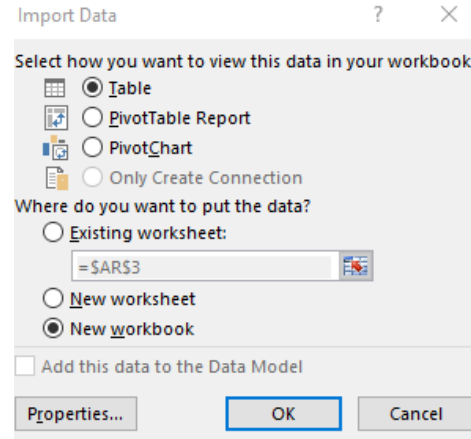 Import Data ? ×
Select how you want to view this data in your workbook
Table
PivotTable Report
PivotChart
Only Create Connection
Where do you want to put the data?
Existing worksheet:
=$AR$3
New worksheet
New workbook
Add this data to the Data Model
Properties... OK Cancel